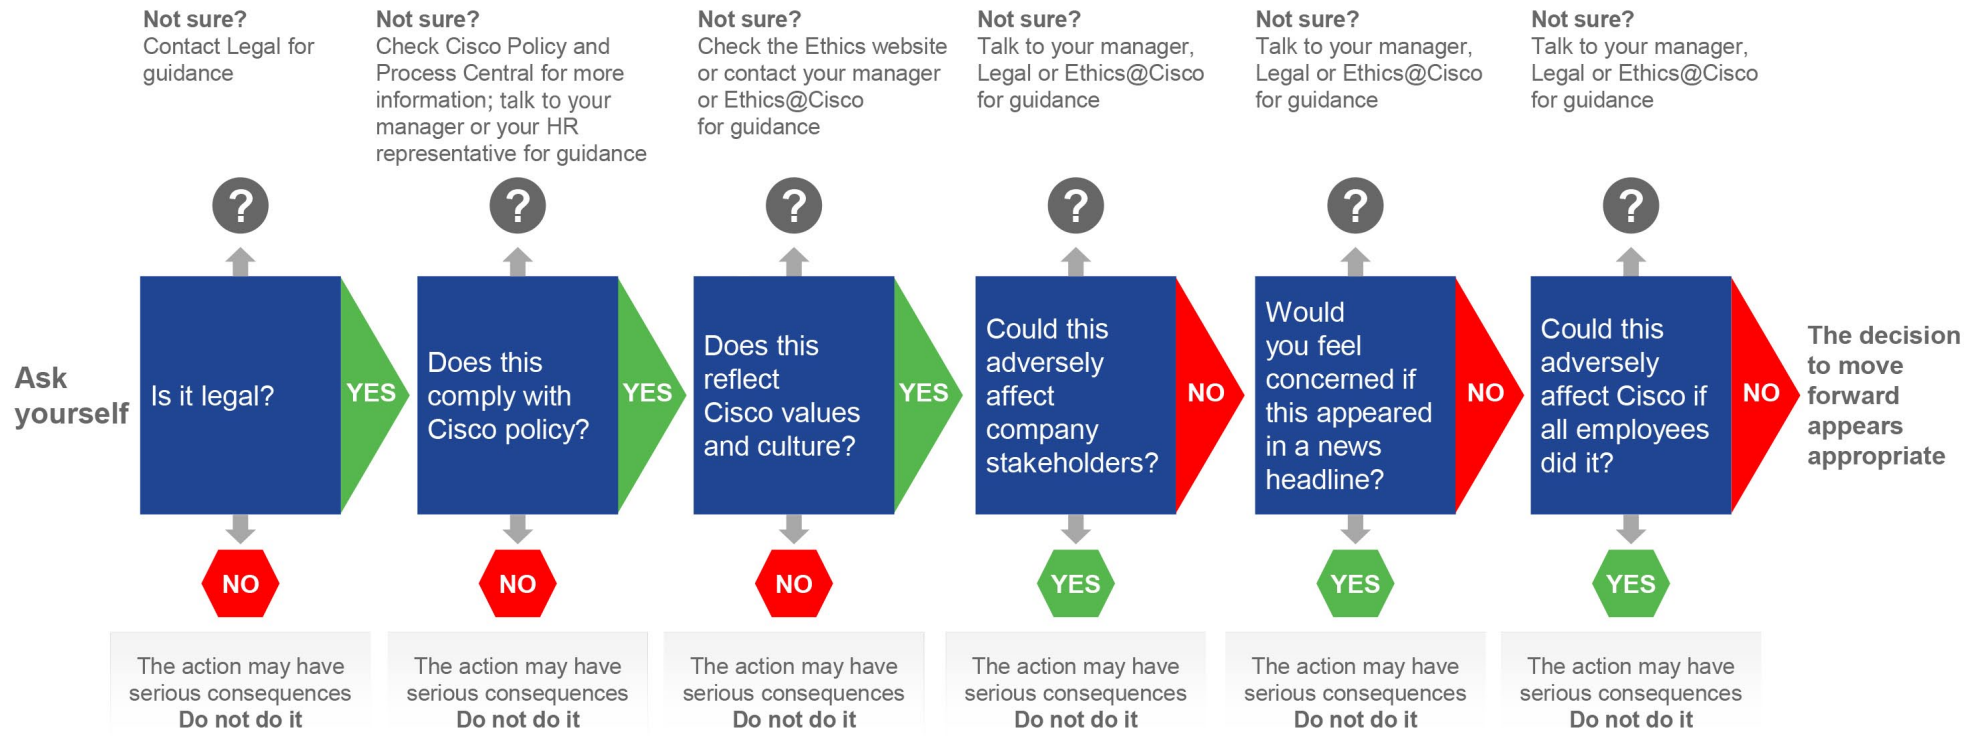 Not sure?
Contact Legal for
guidance
Not sure?
Check Cisco Policy and
Process Central for more
information; talk to your
manager or your HR
representative for guidance
Not sure?
Check the Ethics website
or contact your manager
or Ethics@Cisco
for guidance
Not sure?
Talk to your manager,
Legal or Ethics@Cisco
for guidance
Not sure?
Talk to your manager,
Legal or Ethics@Cisco
for guidance
Not sure?
Talk to your manager,
Legal or Ethics@Cisco
for guidance
?
?
?
?
?
?
Ask
yourself
Is it legal?
YES
Does this
comply with
Cisco policy?
YES
Does this
reflect
Cisco values
and culture?
YES
Could this
adversely
affect
company
stakeholders?
NO
Would
you feel
concerned if
this appeared
in a news
headline?
NO
Could this
adversely
affect Cisco if
all employees
did it?
NO
The decision
to move
forward
appears
appropriate
NO
NO
NO
YES
YES
YES
The action may have
serious consequences
Do not do it
The action may have
serious consequences
Do not do it
The action may have
serious consequences
Do not do it
The action may have
serious consequences
Do not do it
The action may have
serious consequences
Do not do it
The action may have
serious consequences
Do not do it